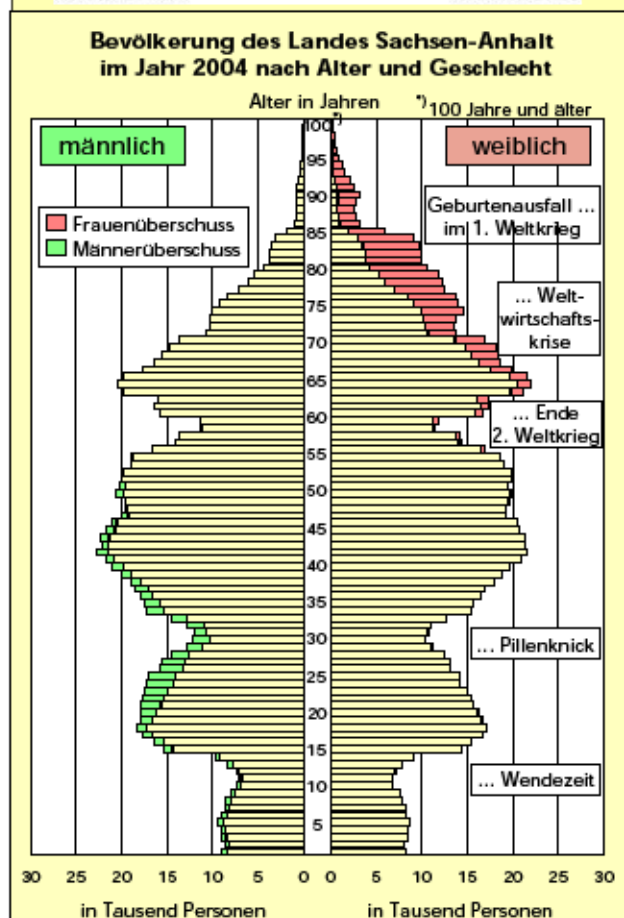 Bevölkerung des Landes Sachsen-Anhalt
im Jahr 2004 nach Alter und Geschlecht
Alter in Jahren
*) 100 Jahre und älter
männlich
weiblich
Frauenüberschuss
Männerüberschuss
100 *)
95
90
85
80
75
70
65
60
55
50
45
40
35
30
25
20
15
10
5
Geburtenausfall ...
im 1. Weltkrieg
... Welt-
wirtschafts-
krise
... Ende
2. Weltkrieg
... Pillenknick
... Wendezeit
30 25 20 15 10 5 0 0 5 10 15 20 25 30
in Tausend Personen in Tausend Personen